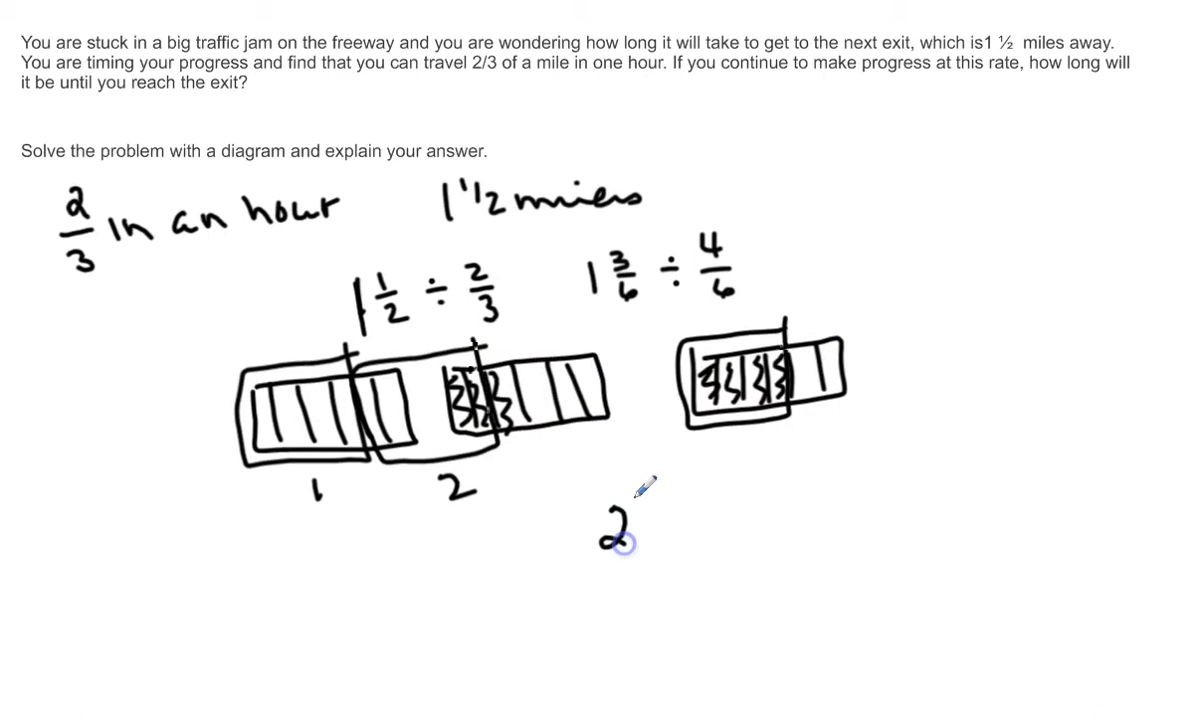 You are stuck in a big traffic jam on the freeway and you are wondering how long it will take to get to the next exit, which is1 ½ miles away.
You are timing your progress and find that you can travel 2/3 of a mile in one hour. If you continue to make progress at this rate, how long will
it be until you reach the exit?
Solve the problem with a diagram and explain your answer.
2/3 in an hour 1 1/2 miles
1 1/2 ÷ 2/3 1 3/6 ÷ 4/6
1 2
2